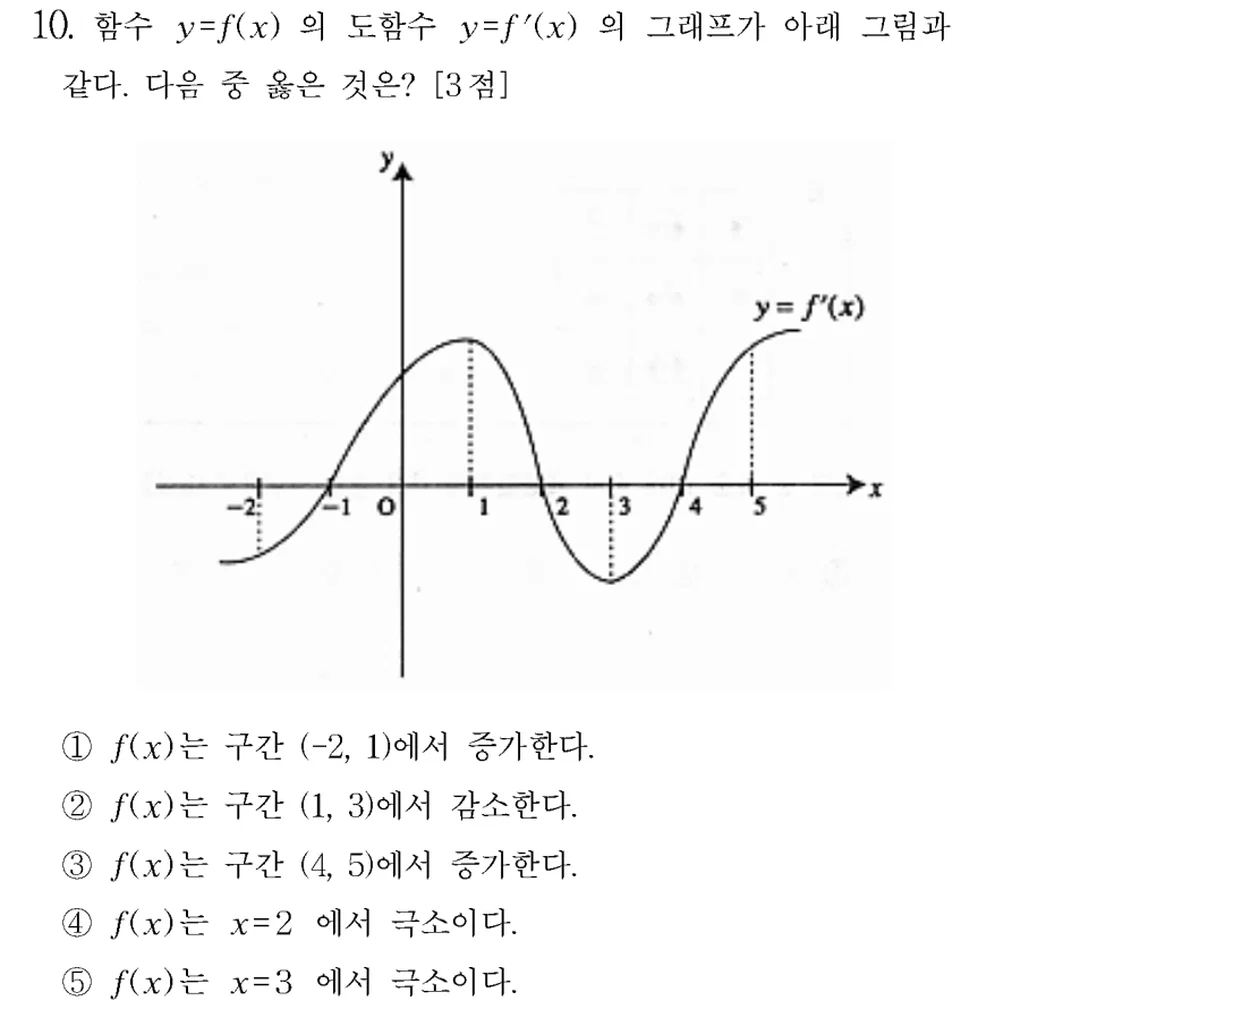 10. 함수 y=f(x) 의 도함수 y=f′(x) 의 그래프가 아래 그림과
같다. 다음 중 옳은 것은? [3점]
y
y = f′(x)
-2 -1 O 1 2 3 4 5 x
① f(x)는 구간 (-2, 1)에서 증가한다.
② f(x)는 구간 (1, 3)에서 감소한다.
③ f(x)는 구간 (4, 5)에서 증가한다.
④ f(x)는 x=2 에서 극소이다.
⑤ f(x)는 x=3 에서 극소이다.